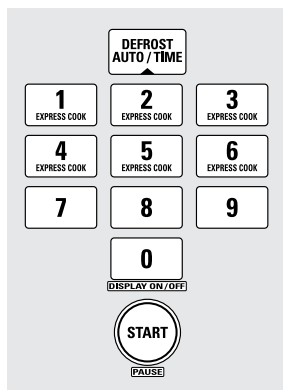 DEFROST
AUTO / TIME
1 2 3
EXPRESS COOK EXPRESS COOK EXPRESS COOK
4 5 6
EXPRESS COOK EXPRESS COOK EXPRESS COOK
7 8 9
0
DISPLAY ON/OFF
START
PAUSE